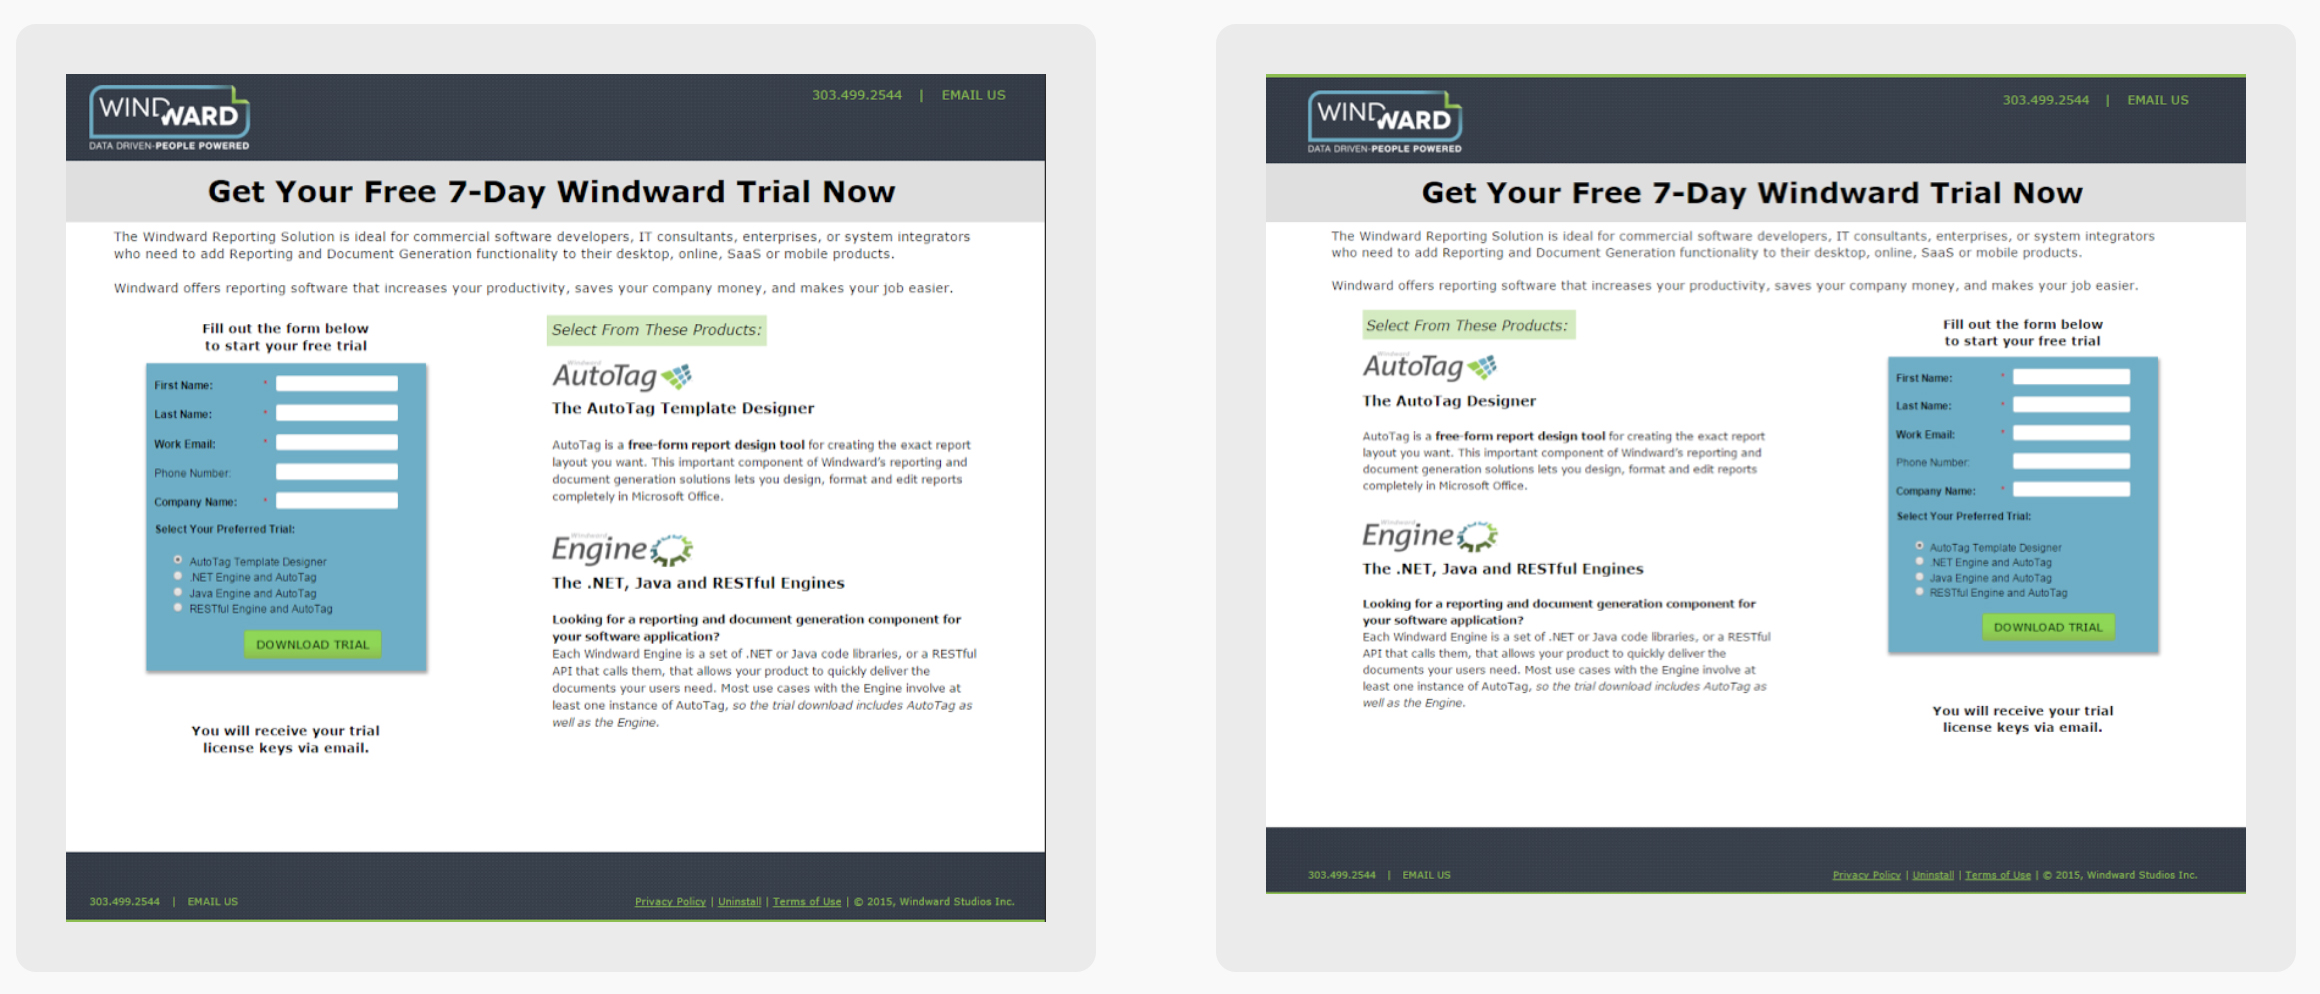 WINDWARD
DATA DRIVEN-PEOPLE POWERED
303.499.2544 | EMAIL US
Get Your Free 7-Day Windward Trial Now
The Windward Reporting Solution is ideal for commercial software developers, IT consultants, enterprises, or system integrators
who need to add Reporting and Document Generation functionality to their desktop, online, SaaS or mobile products.
Windward offers reporting software that increases your productivity, saves your company money, and makes your job easier.
Fill out the form below
to start your free trial
First Name: *
Last Name: *
Work Email: *
Phone Number:
Company Name: *
Select Your Preferred Trial:
AutoTag Template Designer
.NET Engine and AutoTag
Java Engine and AutoTag
RESTful Engine and AutoTag
DOWNLOAD TRIAL
You will receive your trial
license keys via email.
Select From These Products:
Windward
AutoTag
The AutoTag Template Designer
AutoTag is a free-form report design tool for creating the exact report
layout you want. This important component of Windward's reporting and
document generation solutions lets you design, format and edit reports
completely in Microsoft Office.
Windward
Engine
The .NET, Java and RESTful Engines
Looking for a reporting and document generation component for
your software application?
Each Windward Engine is a set of .NET or Java code libraries, or a RESTful
API that calls them, that allows your product to quickly deliver the
documents your users need. Most use cases with the Engine involve at
least one instance of AutoTag, so the trial download includes AutoTag as
well as the Engine.
303.499.2544 | EMAIL US
Privacy Policy | Uninstall | Terms of Use | © 2015, Windward Studios Inc.
WINDWARD
DATA DRIVEN-PEOPLE POWERED
303.499.2544 | EMAIL US
Get Your Free 7-Day Windward Trial Now
The Windward Reporting Solution is ideal for commercial software developers, IT consultants, enterprises, or system integrators
who need to add Reporting and Document Generation functionality to their desktop, online, SaaS or mobile products.
Windward offers reporting software that increases your productivity, saves your company money, and makes your job easier.
Select From These Products:
Windward
AutoTag
The AutoTag Designer
AutoTag is a free-form report design tool for creating the exact report
layout you want. This important component of Windward's reporting and
document generation solutions lets you design, format and edit reports
completely in Microsoft Office.
Windward
Engine
The .NET, Java and RESTful Engines
Looking for a reporting and document generation component for
your software application?
Each Windward Engine is a set of .NET or Java code libraries, or a RESTful
API that calls them, that allows your product to quickly deliver the
documents your users need. Most use cases with the Engine involve at
least one instance of AutoTag, so the trial download includes AutoTag as
well as the Engine.
Fill out the form below
to start your free trial
First Name: *
Last Name: *
Work Email: *
Phone Number:
Company Name: *
Select Your Preferred Trial:
AutoTag Template Designer
.NET Engine and AutoTag
Java Engine and AutoTag
RESTful Engine and AutoTag
DOWNLOAD TRIAL
You will receive your trial
license keys via email.
303.499.2544 | EMAIL US
Privacy Policy | Uninstall | Terms of Use | © 2015, Windward Studios Inc.